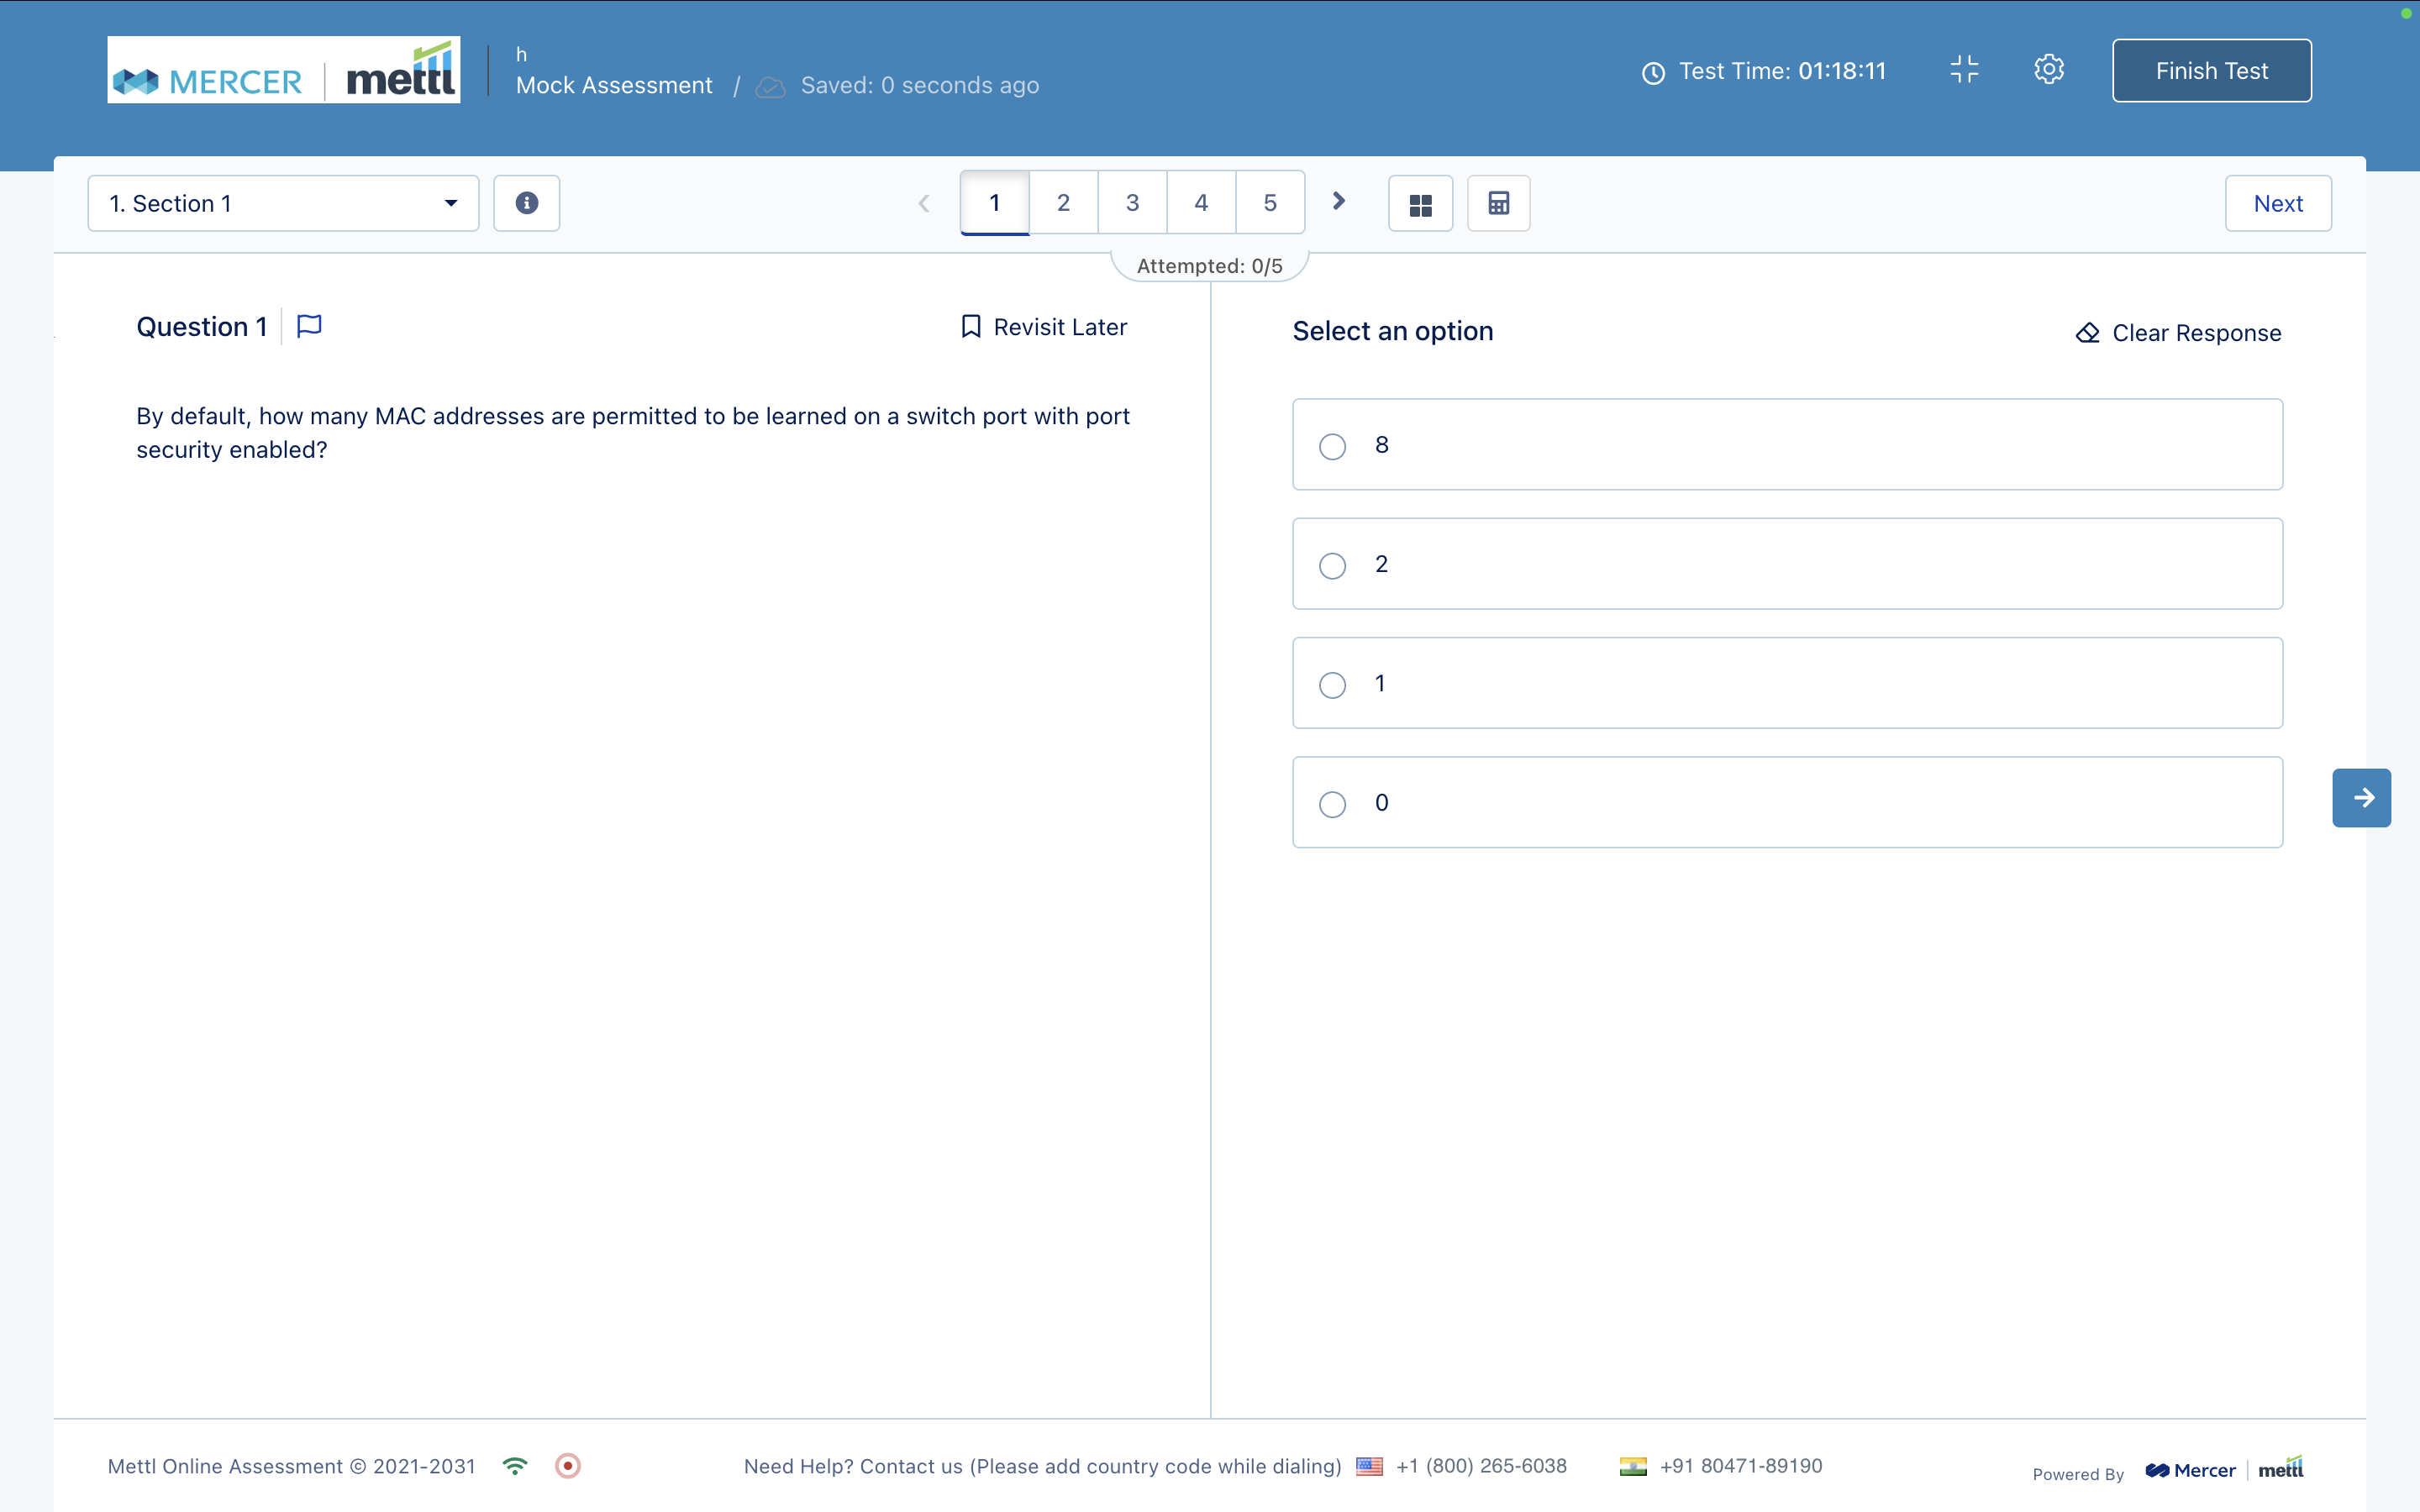 MERCER | mettl
h
Mock Assessment / Saved: 0 seconds ago
Test Time: 01:18:11
Finish Test
1. Section 1
1 2 3 4 5
Next
Attempted: 0/5
Question 1
Revisit Later
By default, how many MAC addresses are permitted to be learned on a switch port with port
security enabled?
Select an option
Clear Response
8
2
1
0
Mettl Online Assessment © 2021-2031
Need Help? Contact us (Please add country code while dialing) +1 (800) 265-6038 +91 80471-89190
Powered By Mercer | mettl